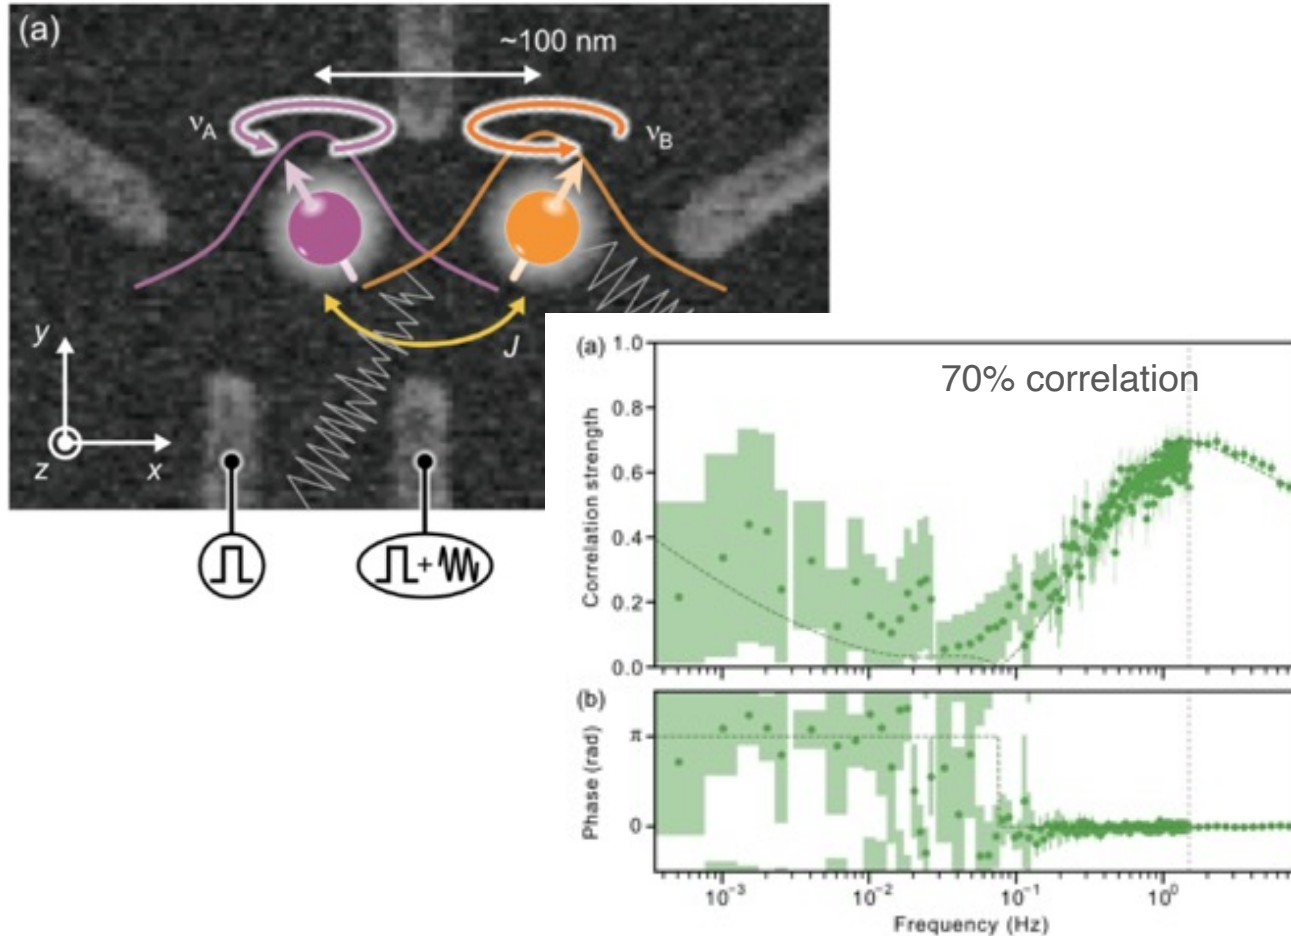 (a)
~100 nm
νA
νB
J
y
z
x
+
(a)
70% correlation
1.0
0.8
0.6
0.4
0.2
0.0
Correlation strength
(b)
π
0
Phase (rad)
10⁻³ 10⁻² 10⁻¹ 10⁰
Frequency (Hz)